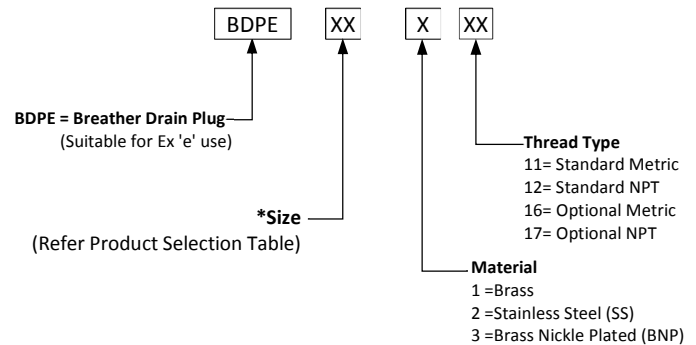 BDPE XX X XX
BDPE = Breather Drain Plug
(Suitable for Ex 'e' use)
*Size
(Refer Product Selection Table)
Thread Type
11= Standard Metric
12= Standard NPT
16= Optional Metric
17= Optional NPT
Material
1 =Brass
2 =Stainless Steel (SS)
3 =Brass Nickle Plated (BNP)